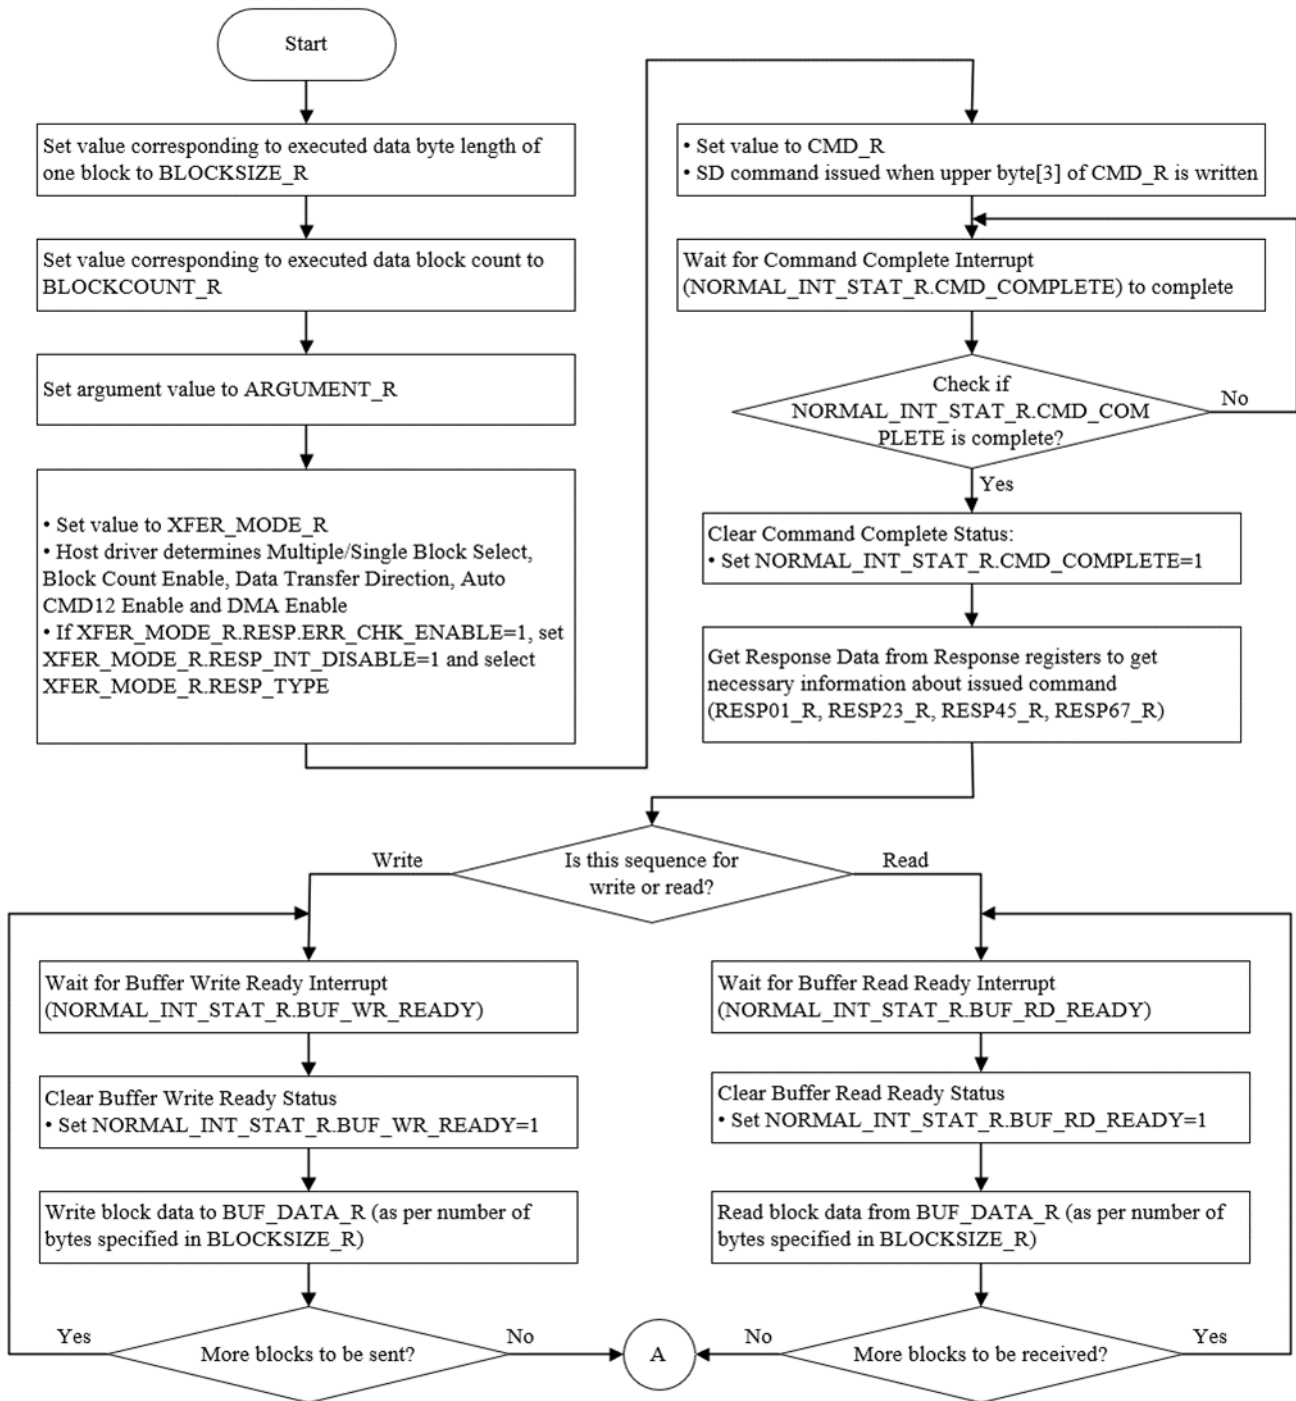 Start
Set value corresponding to executed data byte length of
one block to BLOCKSIZE_R
Set value corresponding to executed data block count to
BLOCKCOUNT_R
Set argument value to ARGUMENT_R
• Set value to XFER_MODE_R
• Host driver determines Multiple/Single Block Select,
Block Count Enable, Data Transfer Direction, Auto
CMD12 Enable and DMA Enable
• If XFER_MODE_R.RESP.ERR_CHK_ENABLE=1, set
XFER_MODE_R.RESP_INT_DISABLE=1 and select
XFER_MODE_R.RESP_TYPE
• Set value to CMD_R
• SD command issued when upper byte[3] of CMD_R is written
Wait for Command Complete Interrupt
(NORMAL_INT_STAT_R.CMD_COMPLETE) to complete
Check if
NORMAL_INT_STAT_R.CMD_COM
PLETE is complete?
No
Yes
Clear Command Complete Status:
• Set NORMAL_INT_STAT_R.CMD_COMPLETE=1
Get Response Data from Response registers to get
necessary information about issued command
(RESP01_R, RESP23_R, RESP45_R, RESP67_R)
Is this sequence for
write or read?
Write
Read
Wait for Buffer Write Ready Interrupt
(NORMAL_INT_STAT_R.BUF_WR_READY)
Clear Buffer Write Ready Status
• Set NORMAL_INT_STAT_R.BUF_WR_READY=1
Write block data to BUF_DATA_R (as per number of
bytes specified in BLOCKSIZE_R)
More blocks to be sent?
Yes
No
A
Wait for Buffer Read Ready Interrupt
(NORMAL_INT_STAT_R.BUF_RD_READY)
Clear Buffer Read Ready Status
• Set NORMAL_INT_STAT_R.BUF_RD_READY=1
Read block data from BUF_DATA_R (as per number of
bytes specified in BLOCKSIZE_R)
More blocks to be received?
No
Yes